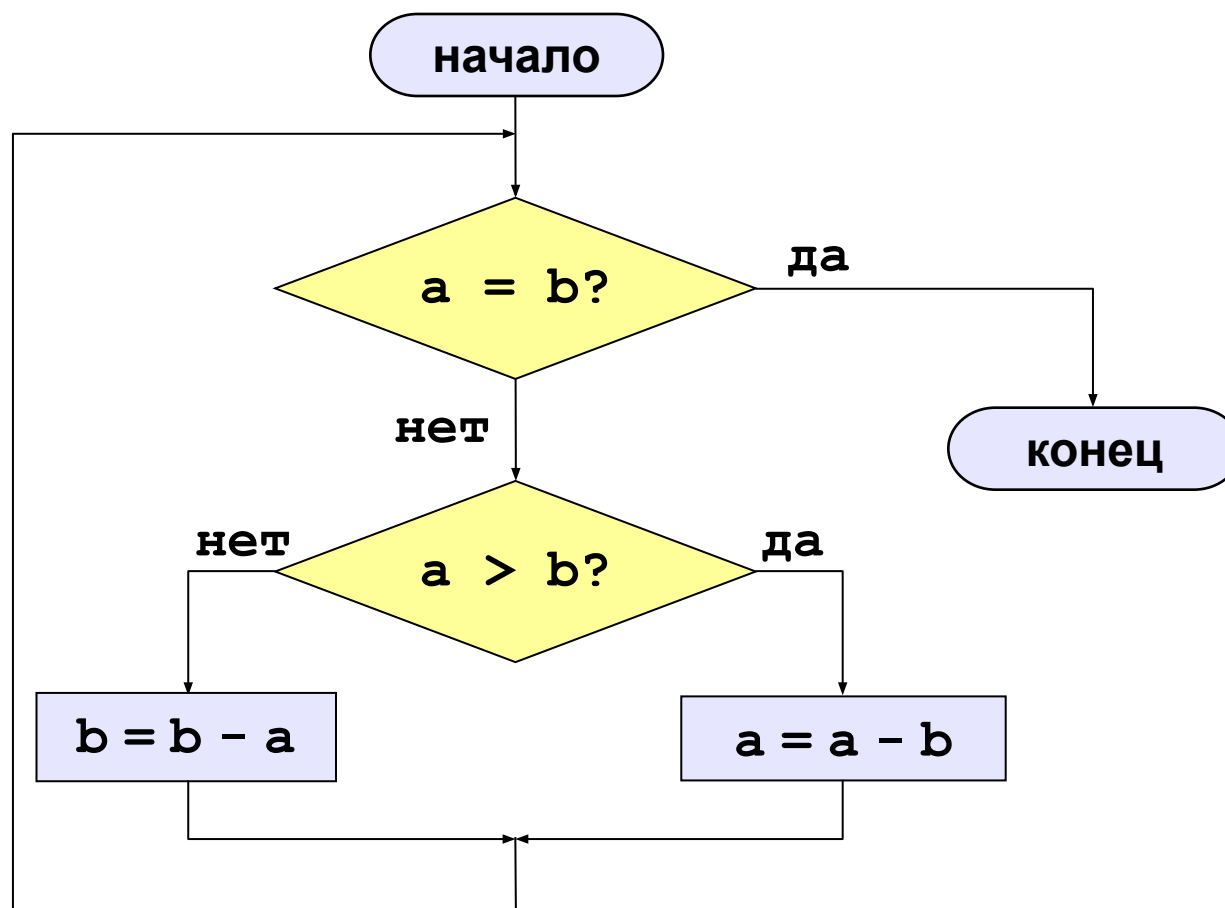 начало
a = b?
да
нет
конец
нет
a > b?
да
b = b - a
a = a - b